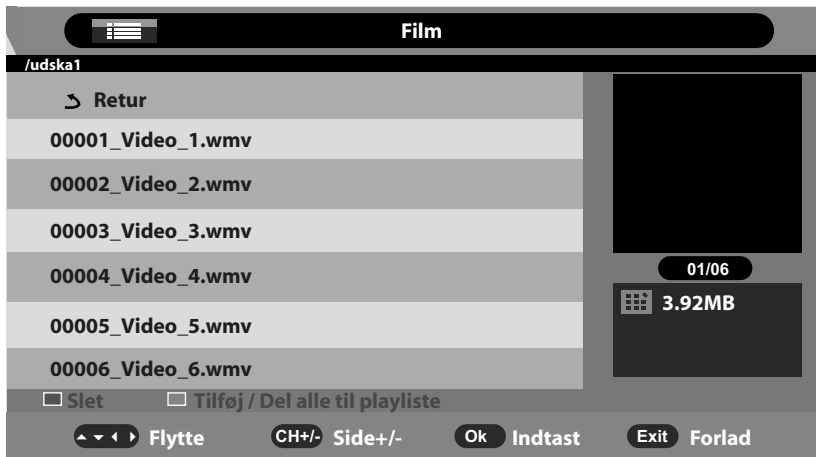 Film
/udska1
Retur
00001_Video_1.wmv
00002_Video_2.wmv
00003_Video_3.wmv
00004_Video_4.wmv
00005_Video_5.wmv
00006_Video_6.wmv
01/06
3.92MB
Slet Tilføj / Del alle til playliste
Flytte CH+/- Side+/- Ok Indtast Exit Forlad